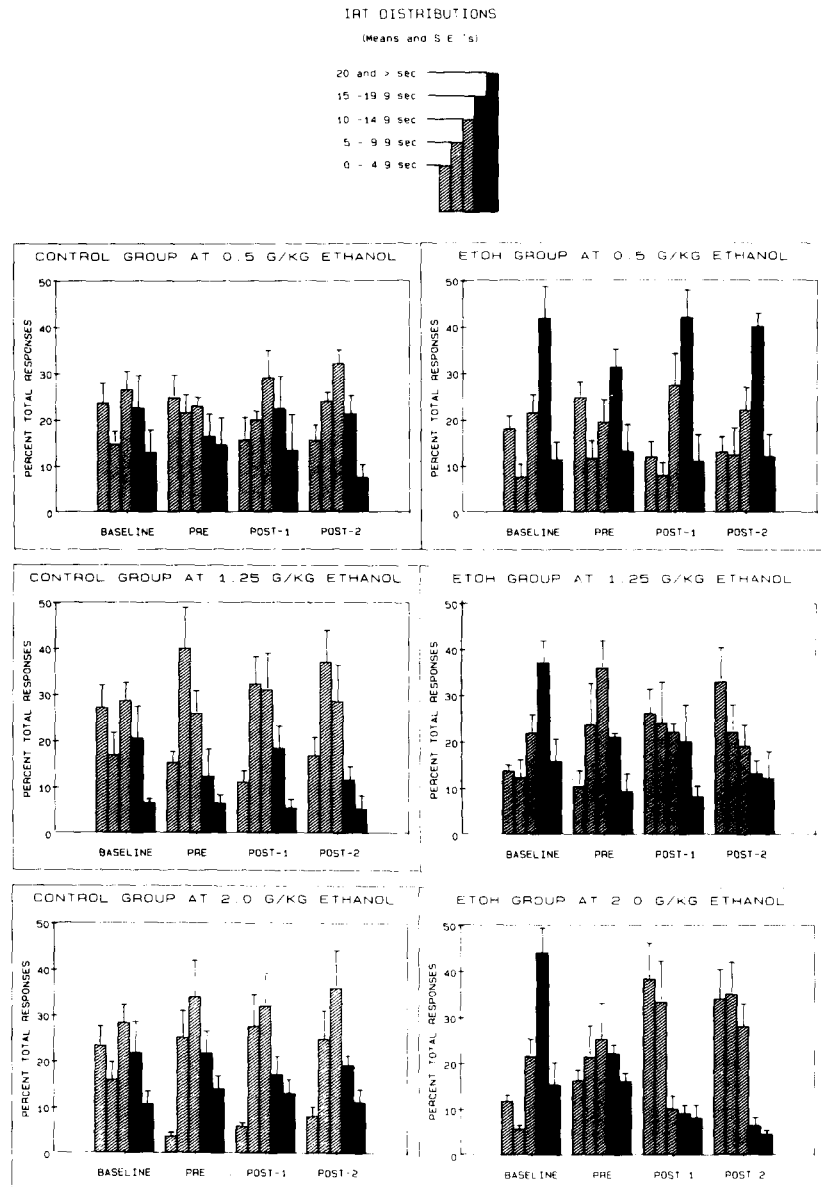 IRT DISTRIBUTIONS
(Means and S E 's)
20 and > sec
15 -19 9 sec
10 -14 9 sec
5 - 9 9 sec
0 - 4 9 sec
CONTROL GROUP AT 0.5 G/KG ETHANOL
PERCENT TOTAL RESPONSES
50
40
30
20
10
0
BASELINE PRE POST-1 POST-2
ETOH GROUP AT 0.5 G/KG ETHANOL
PERCENT TOTAL RESPONSES
50
40
30
20
10
0
BASELINE PRE POST-1 POST-2
CONTROL GROUP AT 1.25 G/KG ETHANOL
PERCENT TOTAL RESPONSES
50
40
30
20
10
0
BASELINE PRE POST-1 POST-2
ETOH GROUP AT 1.25 G/KG ETHANOL
PERCENT TOTAL RESPONSES
50
40
30
20
10
0
BASELINE PRE POST-1 POST-2
CONTROL GROUP AT 2.0 G/KG ETHANOL
PERCENT TOTAL RESPONSES
50
40
30
20
10
0
BASELINE PRE POST-1 POST-2
ETOH GROUP AT 2 0 G/KG ETHANOL
PERCENT TOTAL RESPONSES
50
40
30
20
10
0
BASELINE PRE POST 1 POST 2